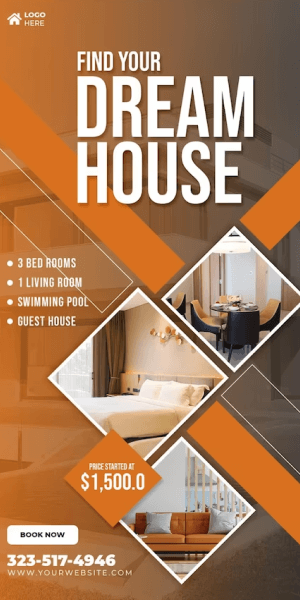 LOGO
HERE
FIND YOUR
DREAM
HOUSE
3 BED ROOMS
1 LIVING ROOM
SWIMMING POOL
GUEST HOUSE
PRICE STARTED AT
$1,500.0
BOOK NOW
323-517-4946
WWW.YOURWEBSITE.COM